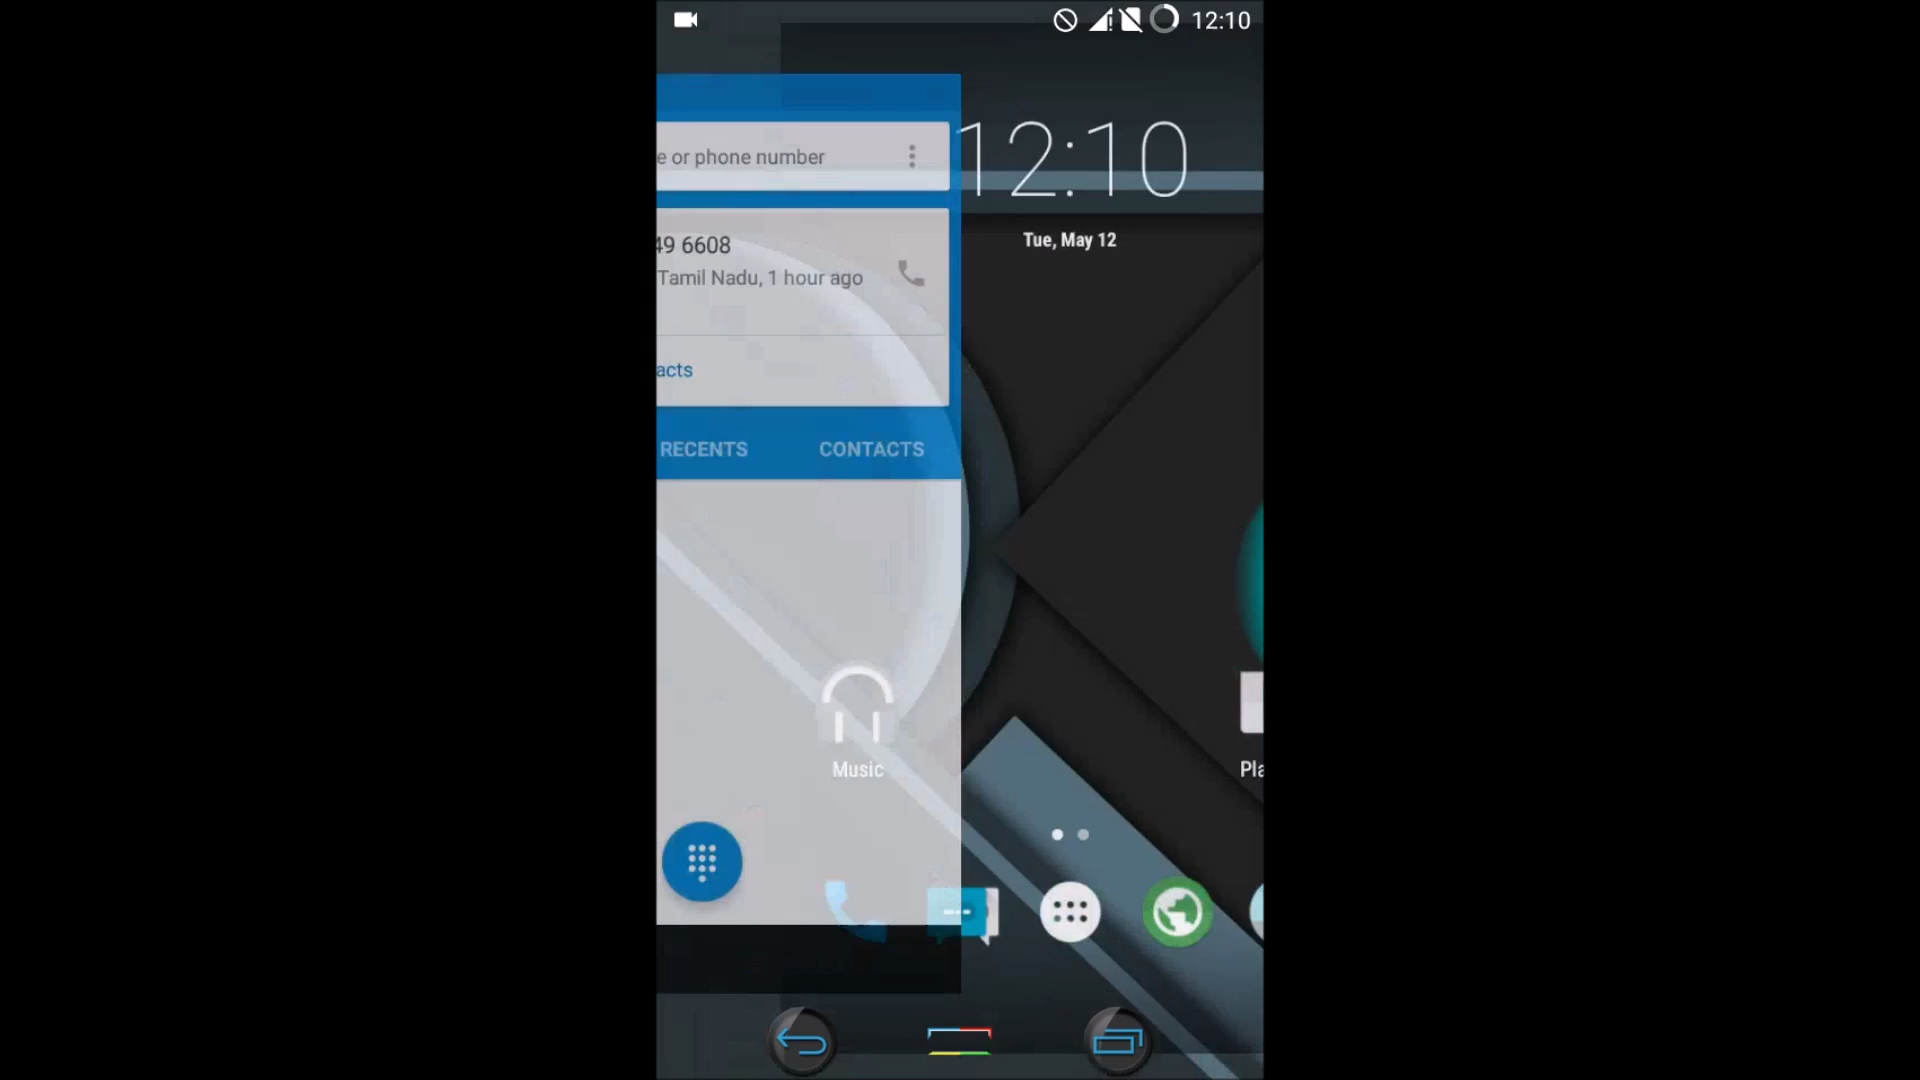 12:10
e or phone number
12:10
Tue, May 12
49 6608
Tamil Nadu, 1 hour ago
acts
RECENTS
CONTACTS
Music
Pla